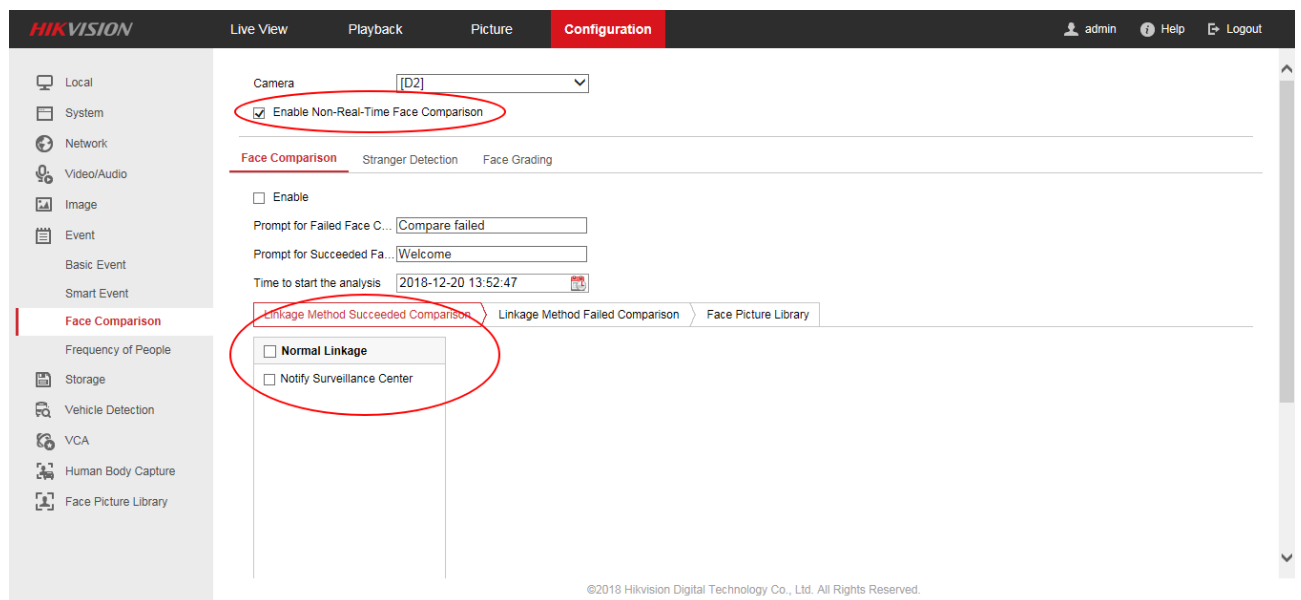 HIKVISION Live View Playback Picture Configuration admin Help Logout
Local
System
Network
Video/Audio
Image
Event
Basic Event
Smart Event
Face Comparison
Frequency of People
Storage
Vehicle Detection
VCA
Human Body Capture
Face Picture Library
Camera [D2]
Enable Non-Real-Time Face Comparison
Face Comparison Stranger Detection Face Grading
Enable
Prompt for Failed Face C... Compare failed
Prompt for Succeeded Fa... Welcome
Time to start the analysis 2018-12-20 13:52:47
Linkage Method Succeeded Comparison Linkage Method Failed Comparison Face Picture Library
Normal Linkage
Notify Surveillance Center
©2018 Hikvision Digital Technology Co., Ltd. All Rights Reserved.